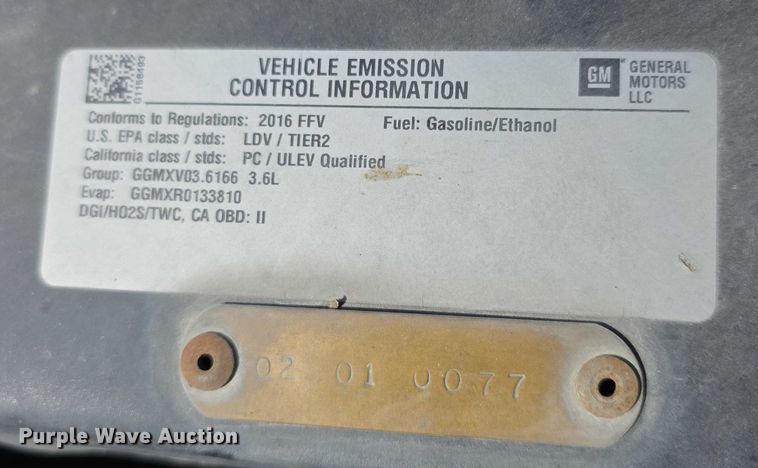 01158493
VEHICLE EMISSION
CONTROL INFORMATION
GM
GENERAL
MOTORS
LLC
Conforms to Regulations: 2016 FFV Fuel: Gasoline/Ethanol
U.S. EPA class / stds: LDV / TIER2
California class / stds: PC / ULEV Qualified
Group: GGMXV03.6166 3.6L
Evap: GGMXR0133810
DGI/HO2S/TWC, CA OBD: II
02 01 0077
Purple Wave Auction